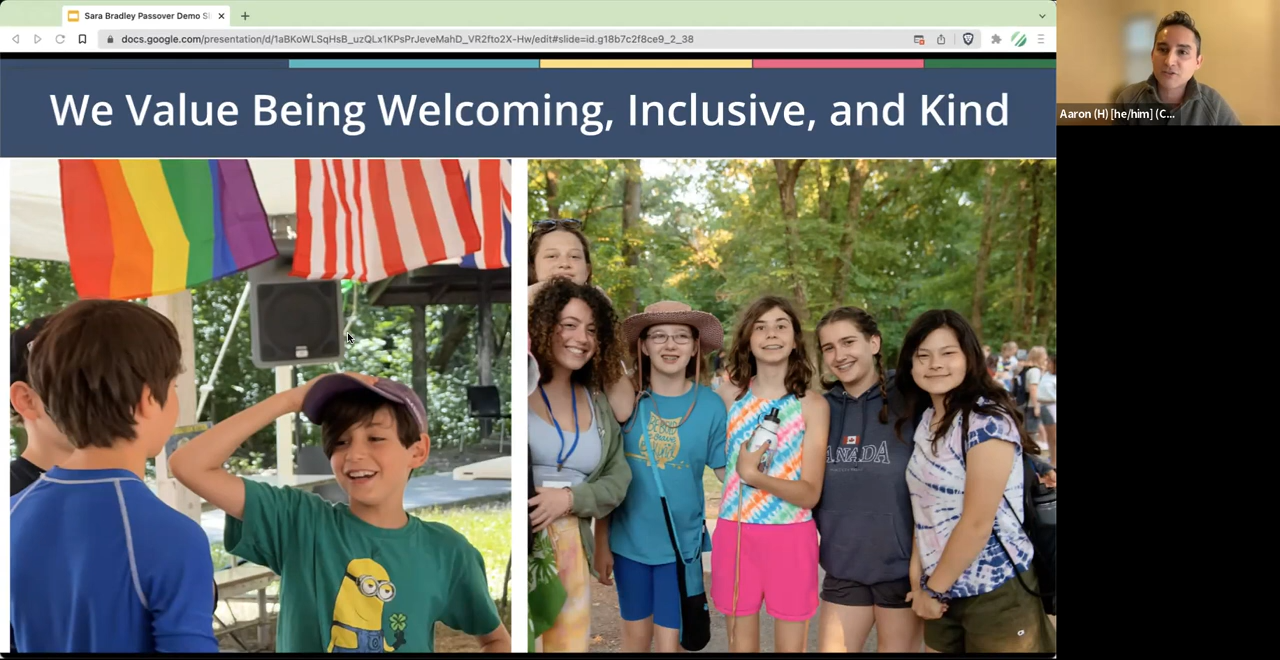 Sara Bradley Passover Demo Sl
docs.google.com/presentation/d/1aBKoWLSqHsB_uzQLx1KPsPrJeveMahD_VR2fto2X-Hw/edit#slide=id.g18b7c2f8ce9_2_38
We Value Being Welcoming, Inclusive, and Kind
Aaron (H) [he/him] (C...
ANADA